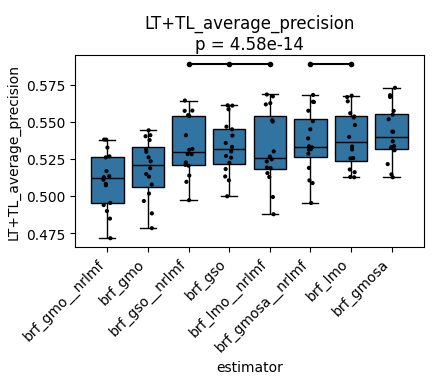 LT+TL_average_precision
p = 4.58e-14
LT+TL_average_precision
0.575
0.550
0.525
0.500
0.475
brf_gmo__nrlmf
brf_gmo
brf_gso__nrlmf
brf_gso
brf_lmo__nrlmf
brf_gmosa__nrlmf
brf_lmo
brf_gmosa
estimator